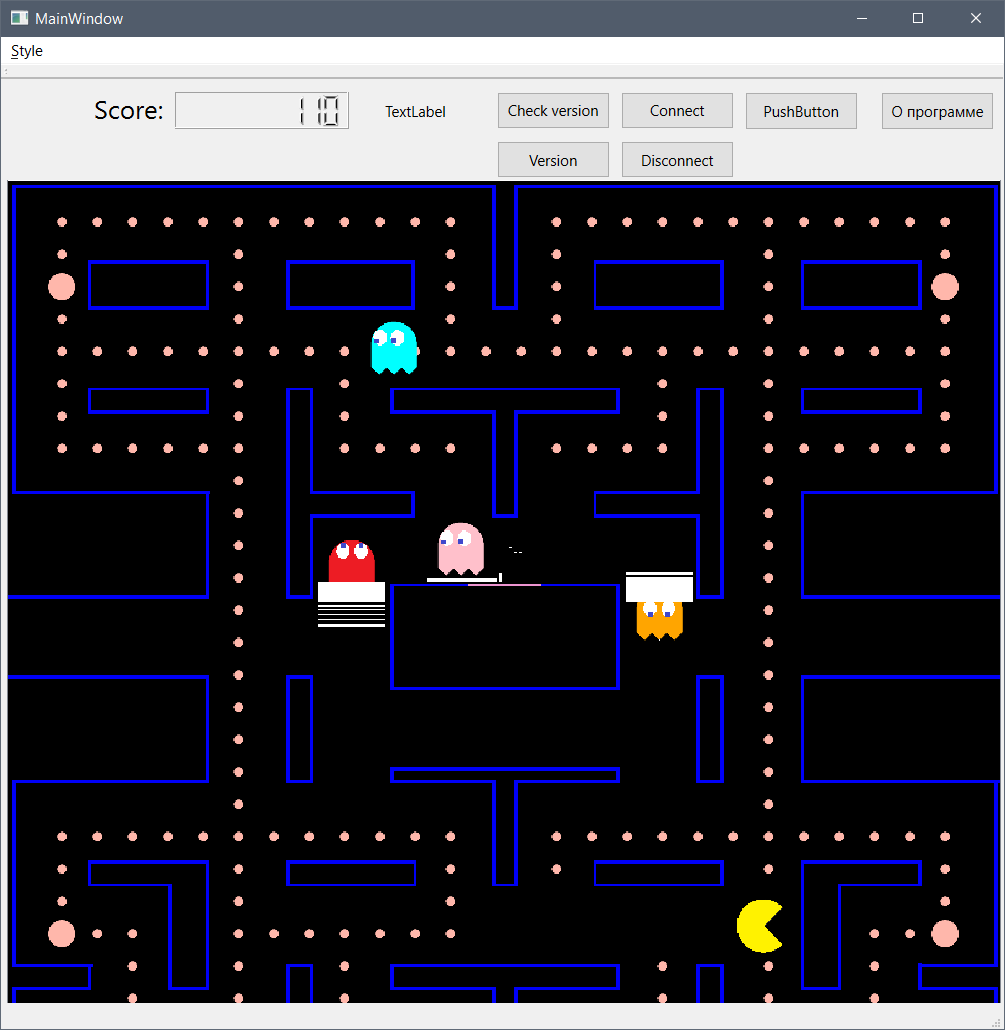 MainWindow
Style
Score: 110 TextLabel Check version Connect PushButton О программе
Version Disconnect